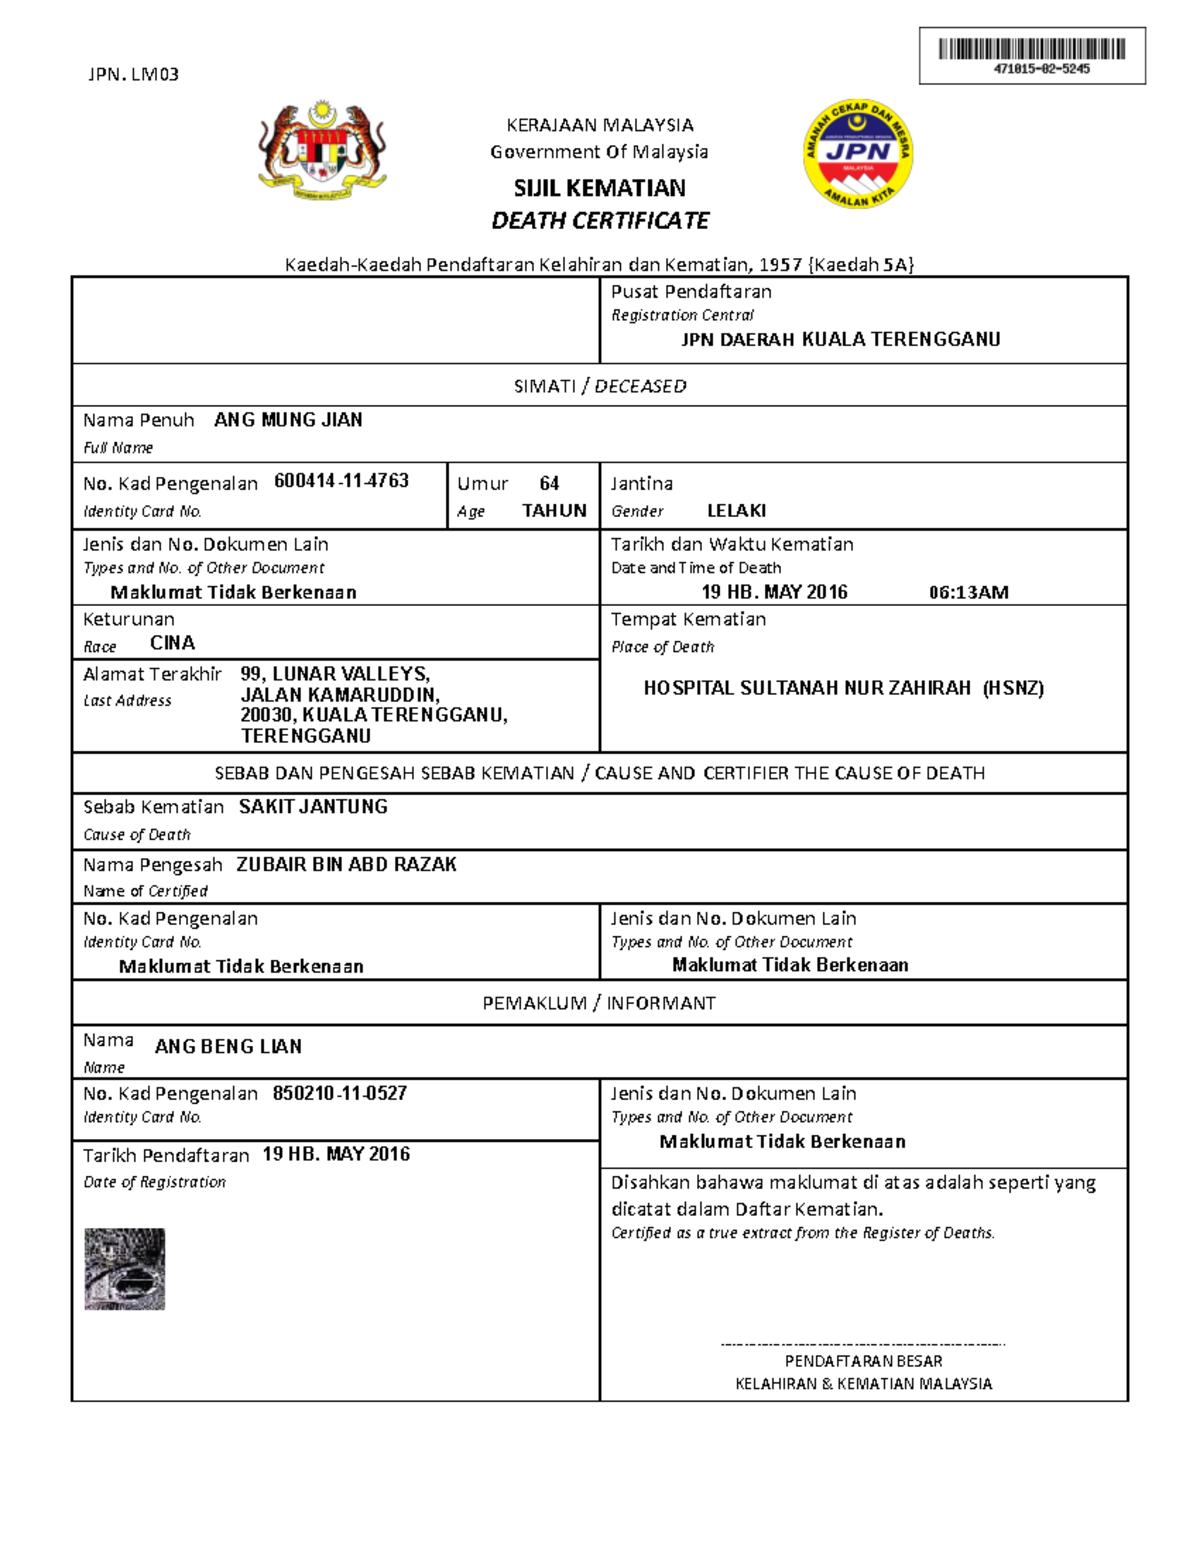 471015-02-5245
JPN. LM03
KERAJAAN MALAYSIA
Government Of Malaysia
SIJIL KEMATIAN
DEATH CERTIFICATE
AMANAH CEKAP DAN MESRA
JPN
MALAYSIA
AMALAN KITA
Kaedah-Kaedah Pendaftaran Kelahiran dan Kematian, 1957 {Kaedah 5A}
Pusat Pendaftaran
Registration Central
JPN DAERAH KUALA TERENGGANU
SIMATI / DECEASED
Nama Penuh ANG MUNG JIAN
Full Name
No. Kad Pengenalan 600414-11-4763
Identity Card No.
Umur 64
Age TAHUN
Jantina
Gender LELAKI
Jenis dan No. Dokumen Lain
Types and No. of Other Document
Maklumat Tidak Berkenaan
Tarikh dan Waktu Kematian
Date and Time of Death
19 HB. MAY 2016 06:13AM
Keturunan
Race CINA
Tempat Kematian
Place of Death
HOSPITAL SULTANAH NUR ZAHIRAH (HSNZ)
Alamat Terakhir 99, LUNAR VALLEYS,
Last Address JALAN KAMARUDDIN,
20030, KUALA TERENGGANU,
TERENGGANU
SEBAB DAN PENGESAH SEBAB KEMATIAN / CAUSE AND CERTIFIER THE CAUSE OF DEATH
Sebab Kematian SAKIT JANTUNG
Cause of Death
Nama Pengesah ZUBAIR BIN ABD RAZAK
Name of Certified
No. Kad Pengenalan
Identity Card No.
Maklumat Tidak Berkenaan
Jenis dan No. Dokumen Lain
Types and No. of Other Document
Maklumat Tidak Berkenaan
PEMAKLUM / INFORMANT
Nama ANG BENG LIAN
Name
No. Kad Pengenalan 850210-11-0527
Identity Card No.
Jenis dan No. Dokumen Lain
Types and No. of Other Document
Maklumat Tidak Berkenaan
Tarikh Pendaftaran 19 HB. MAY 2016
Date of Registration
Disahkan bahawa maklumat di atas adalah seperti yang
dicatat dalam Daftar Kematian.
Certified as a true extract from the Register of Deaths.
PENDAFTARAN BESAR
KELAHIRAN & KEMATIAN MALAYSIA